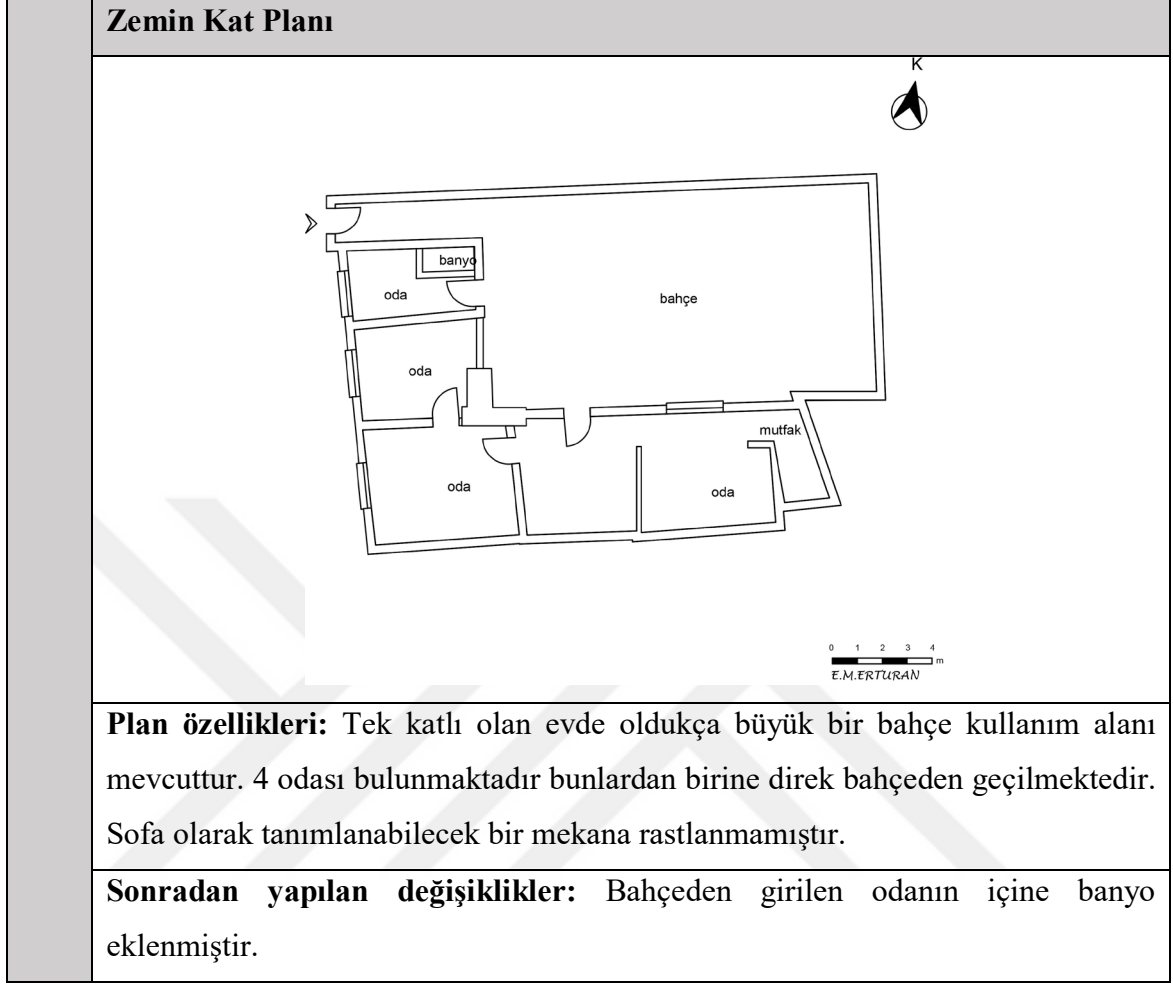 Zemin Kat Planı
K
banyo
oda
bahçe
oda
mutfak
oda
oda
0 1 2 3 4
m
E.M.ERTURAN
Plan özellikleri: Tek katlı olan evde oldukça büyük bir bahçe kullanım alanı
mevcuttur. 4 odası bulunmaktadır bunlardan birine direk bahçeden geçilmektedir.
Sofa olarak tanımlanabilecek bir mekana rastlanmamıştır.
Sonradan yapılan değişiklikler: Bahçeden girilen odanın içine banyo
eklenmiştir.